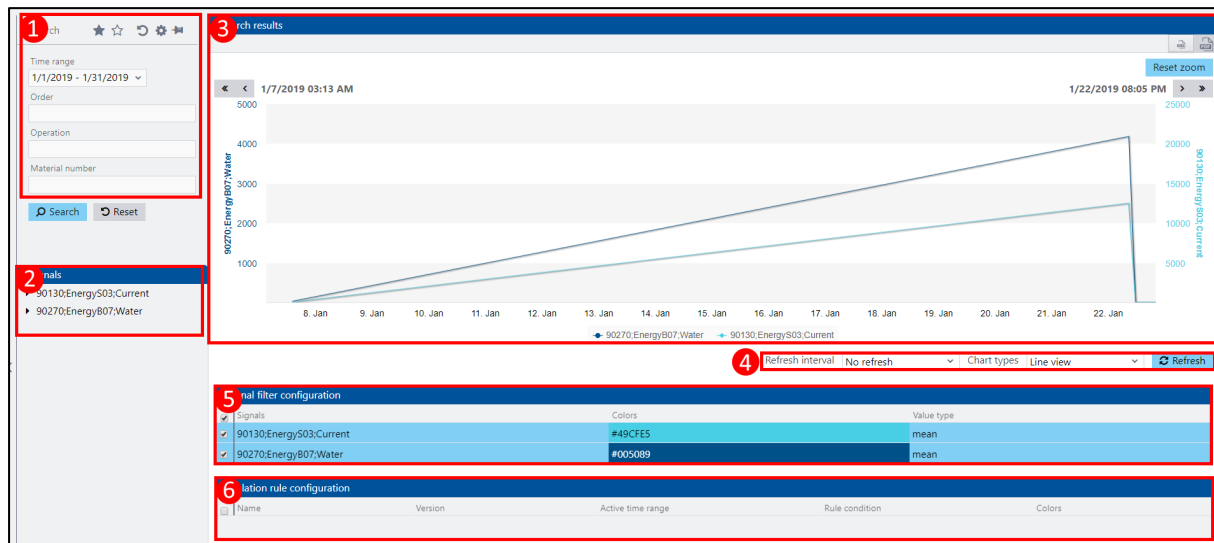 1
rch
Time range
1/1/2019 - 1/31/2019
Order
Operation
Material number
Search
Reset
2
nals
90130;EnergyS03;Current
90270;EnergyB07;Water
3
rch results
PDF
Reset zoom
1/7/2019 03:13 AM
1/22/2019 08:05 PM
5000
4000
3000
2000
1000
90270;EnergyB07;Water
25000
20000
15000
10000
5000
90130;EnergyS03;Current
8. Jan
9. Jan
10. Jan
11. Jan
12. Jan
13. Jan
14. Jan
15. Jan
16. Jan
17. Jan
18. Jan
19. Jan
20. Jan
21. Jan
22. Jan
90270;EnergyB07;Water
90130;EnergyS03;Current
4
Refresh interval
No refresh
Chart types
Line view
Refresh
5
nal filter configuration
Signals
Colors
Value type
90130;EnergyS03;Current
#49CFE5
mean
90270;EnergyB07;Water
#005089
mean
6
lation rule configuration
Name
Version
Active time range
Rule condition
Colors